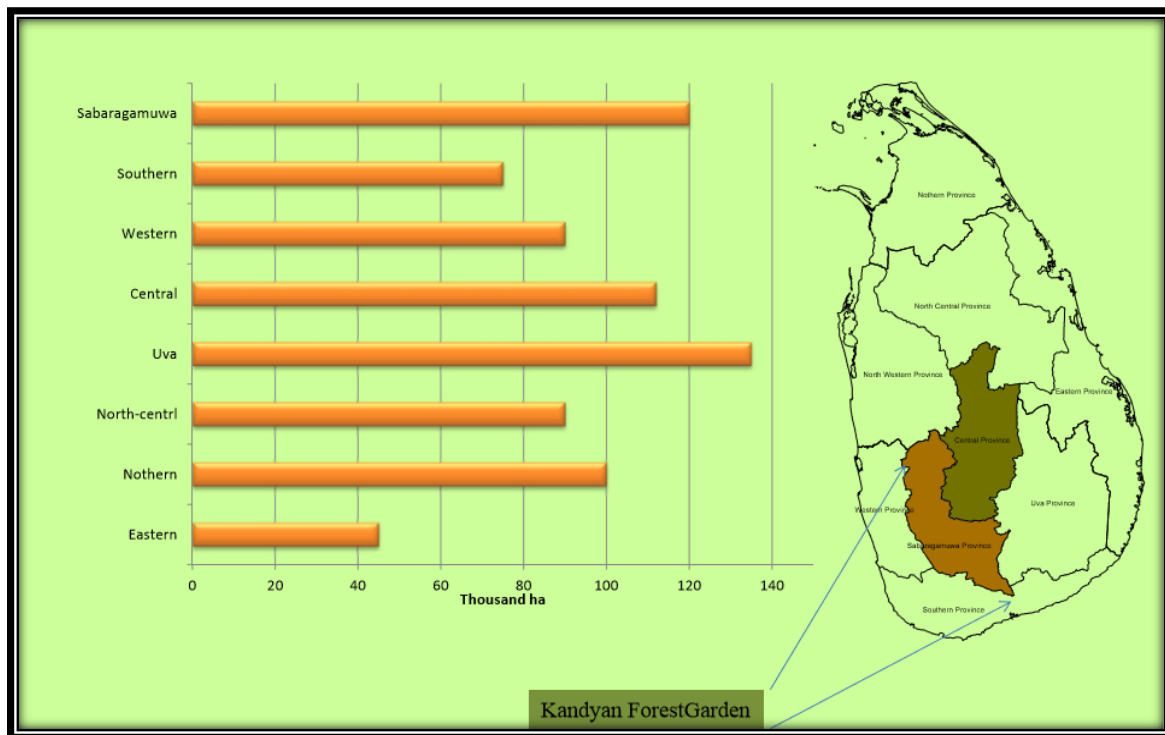 Sabaragamuwa
Southern
Western
Central
Uva
North-centrl
Nothern
Eastern
0 20 40 60 80 100 120 140
Thousand ha
Nothern Province
North Central Province
North Western Province
Eastern Province
Central Province
Uva Province
Western Province
Sabaragamuwa Province
Southern Province
Kandyan ForestGarden